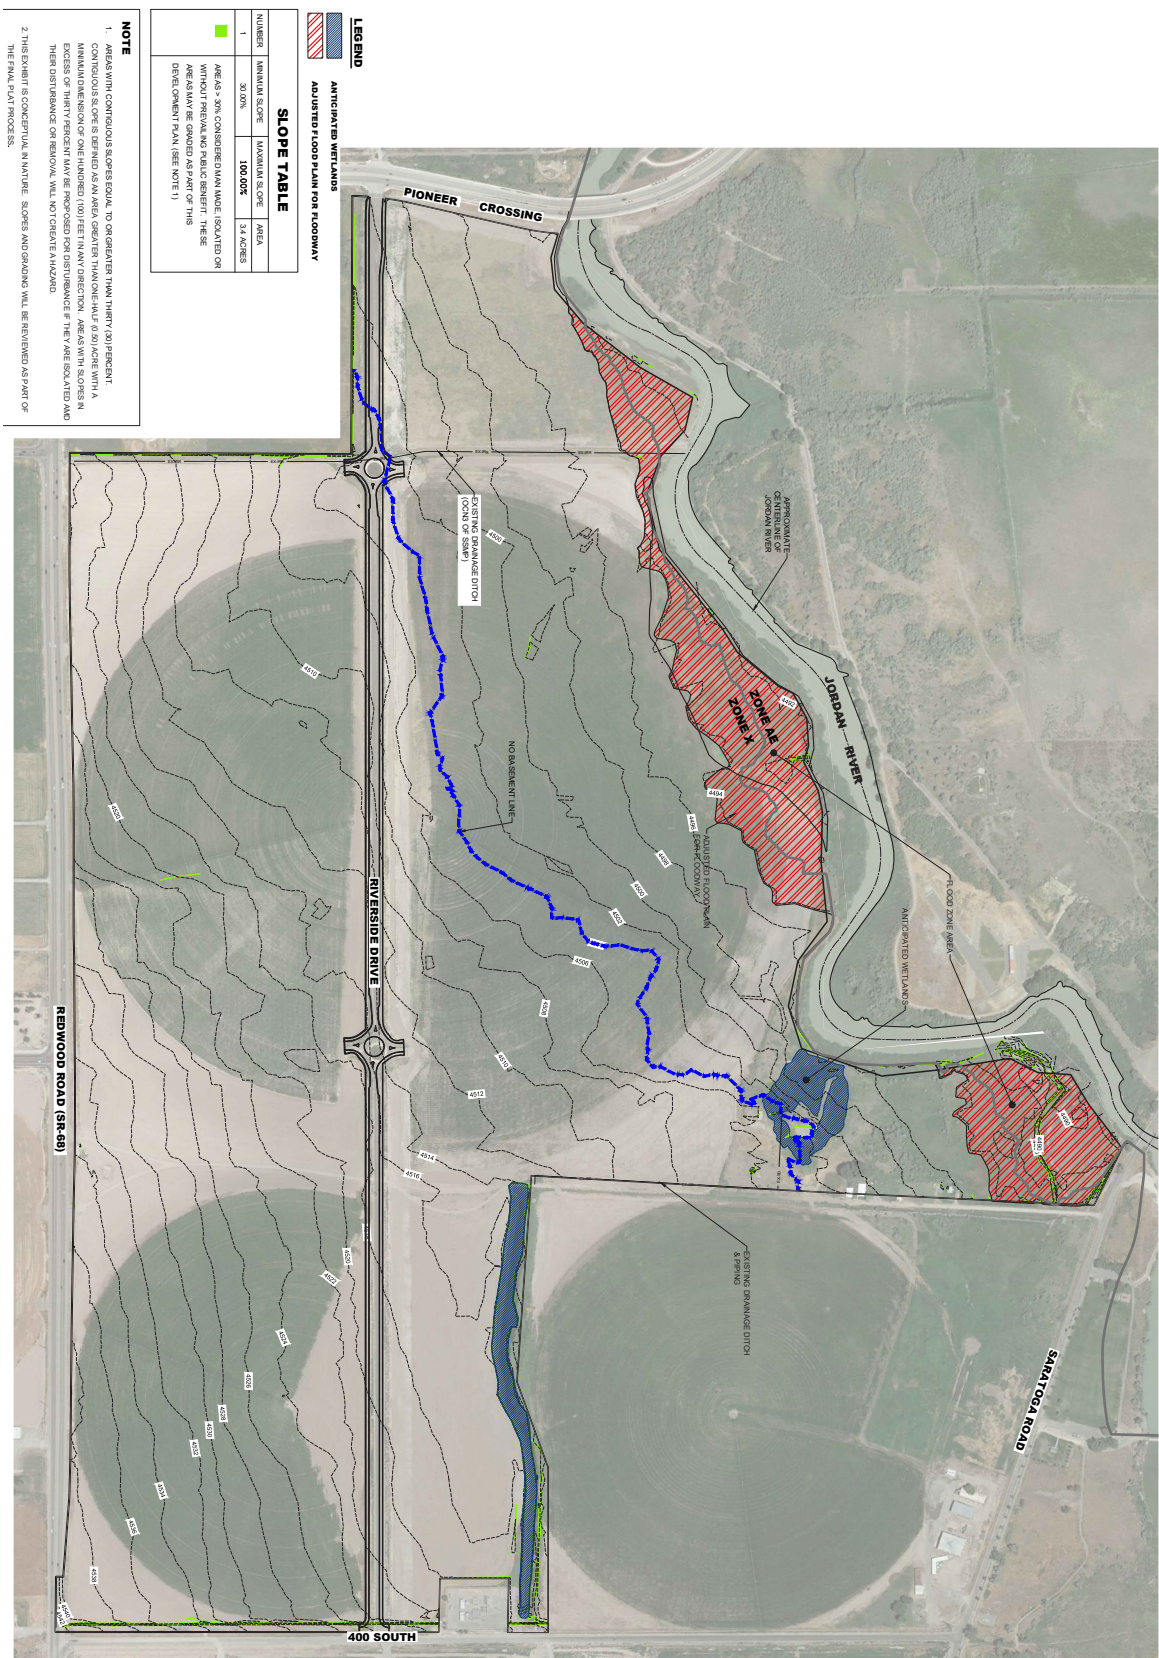 LEGEND
ANTICIPATED WETLANDS
ADJUSTED FLOOD PLAIN FOR FLOODWAY
SLOPE TABLE
NUMBER MINIMUM SLOPE MAXIMUM SLOPE AREA
1 30.00% 100.00% 3.4 ACRES
AREAS > 30% CONSIDERED MAN MADE, ISOLATED OR
WITHOUT PREVAILING PUBLIC BENEFIT. THESE
AREAS MAY BE GRADED AS PART OF THIS
DEVELOPMENT PLAN. (SEE NOTE 1)
NOTE
1. AREAS WITH CONTIGUOUS SLOPES EQUAL TO OR GREATER THAN THIRTY (30) PERCENT.
CONTIGUOUS SLOPE IS DEFINED AS AN AREA GREATER THAN ONE-HALF (0.50) ACRE WITH A
MINIMUM DIMENSION OF ONE HUNDRED (100) FEET IN ANY DIRECTION. AREAS WITH SLOPES IN
EXCESS OF THIRTY PERCENT MAY BE PROPOSED FOR DISTURBANCE IF THEY ARE ISOLATED AND
THEIR DISTURBANCE OR REMOVAL WILL NOT CREATE A HAZARD.
2. THIS EXHIBIT IS CONCEPTUAL IN NATURE. SLOPES AND GRADING WILL BE REVIEWED AS PART OF
THE FINAL PLAT PROCESS.
PIONEER CROSSING
APPROXIMATE
CENTERLINE OF
JORDAN RIVER
JORDAN RIVER
EXISTING DRAINAGE DITCH
(OCN3 OF SSMP)
ZONE AE
ZONE X
NO BASEMENT LINE
ADJUSTED FLOODPLAIN
FOR FLOODWAY
FLOOD ZONE AREA
ANTICIPATED WETLANDS
RIVERSIDE DRIVE
REDWOOD ROAD (SR-68)
EXISTING DRAINAGE DITCH
& PIPING
SARATOGA ROAD
400 SOUTH
4500
4510
4492
4494
4520
4506
4508
4510
4512
4514
4516
4490
4490
4520
4522
4524
4526
4528
4530
4532
4534
4538
4540